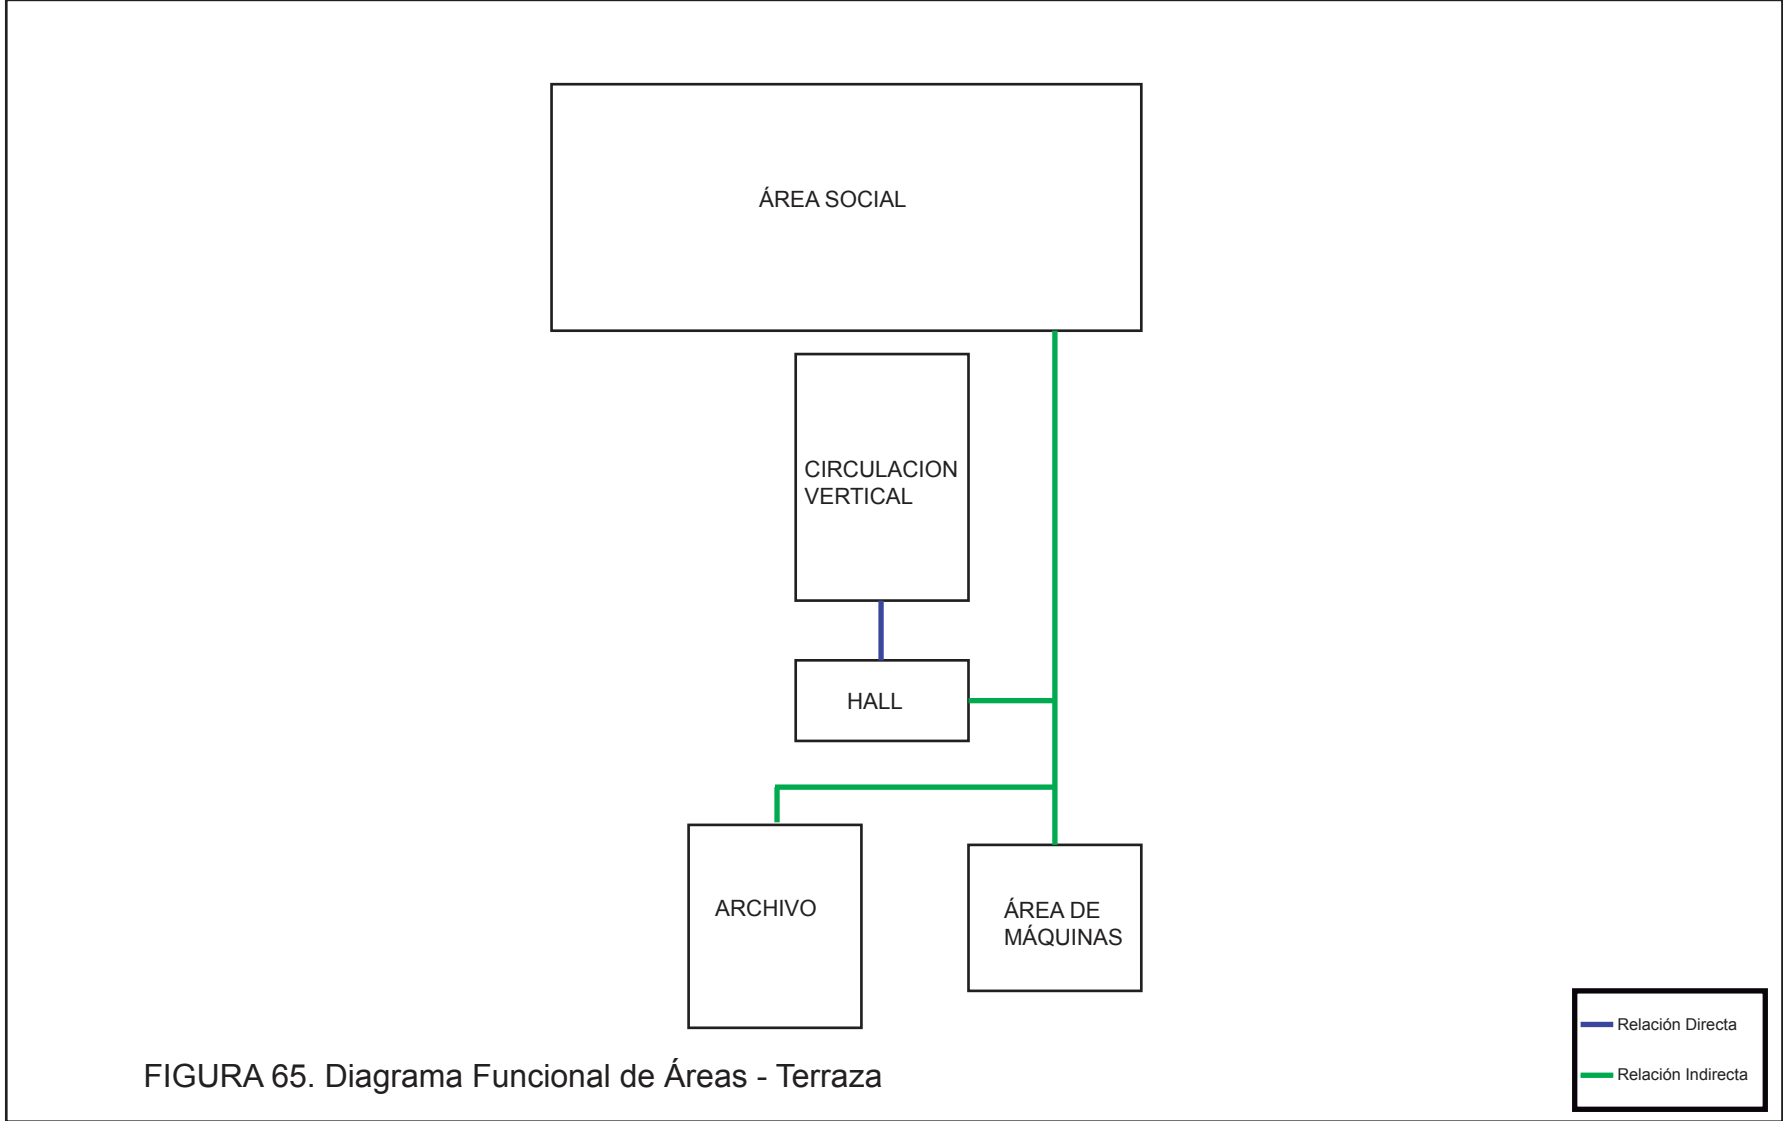 ÁREA SOCIAL
CIRCULACION
VERTICAL
HALL
ARCHIVO
ÁREA DE
MÁQUINAS
Relación Directa
Relación Indirecta
FIGURA 65. Diagrama Funcional de Áreas - Terraza